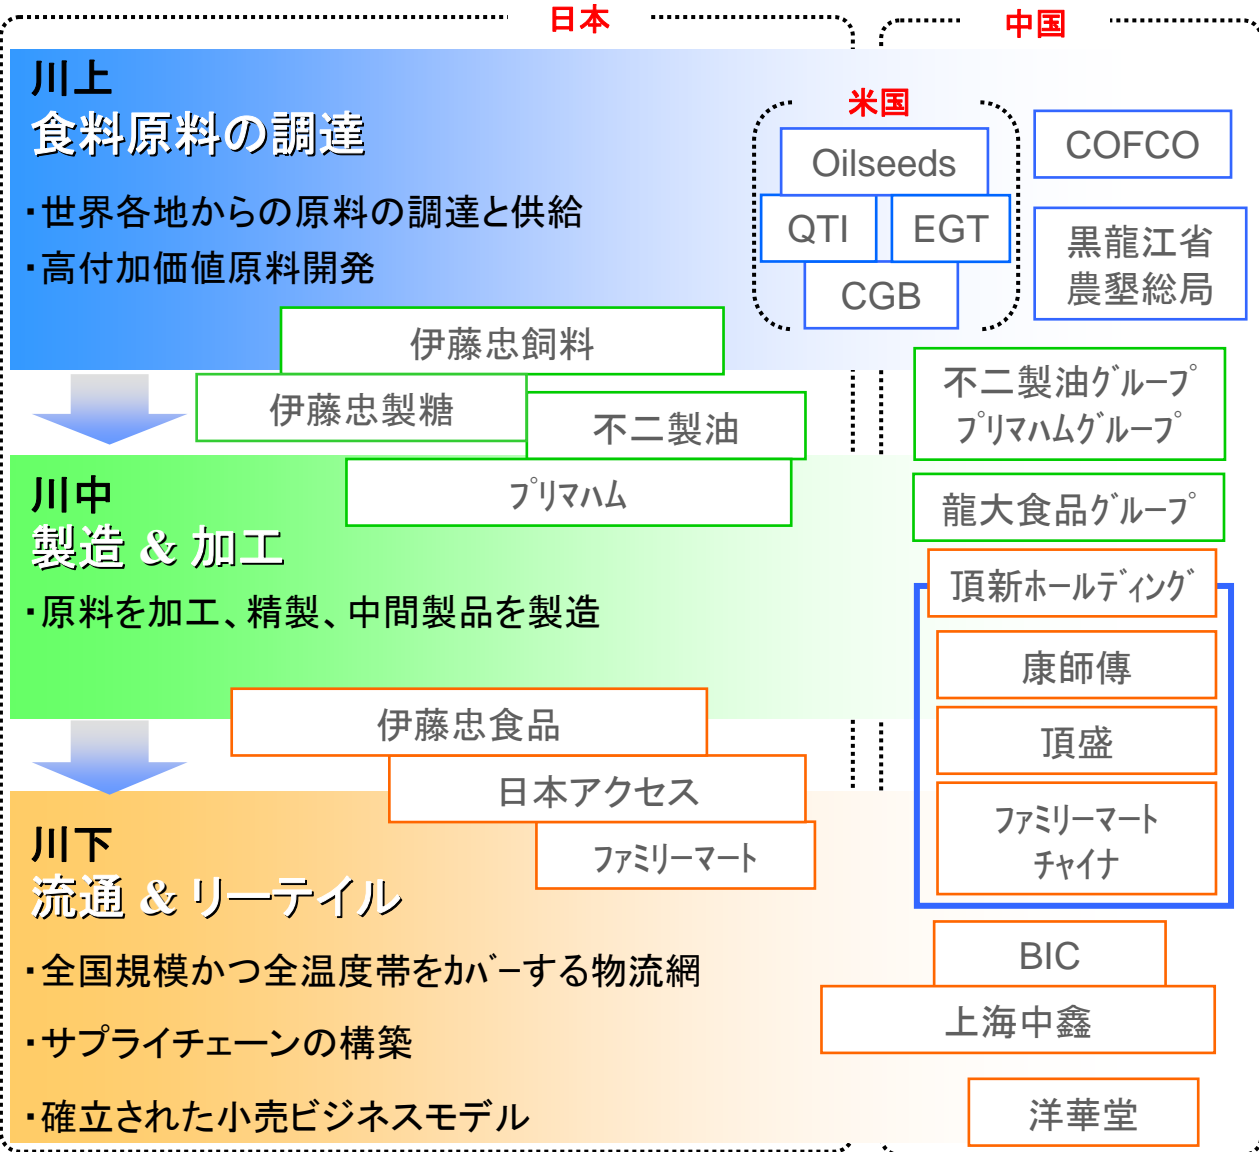 日本
中国
川上
食料原料の調達
・世界各地からの原料の調達と供給
・高付加価値原料開発
米国
Oilseeds
QTI
EGT
CGB
COFCO
黒龍江省
農墾総局
伊藤忠飼料
伊藤忠製糖
不二製油
プリマハム
不二製油グループ
プリマハムグループ
龍大食品グループ
川中
製造 & 加工
・原料を加工、精製、中間製品を製造
頂新ホールディング
康師傅
頂盛
ファミリーマート
チャイナ
伊藤忠食品
日本アクセス
ファミリーマート
川下
流通 & リーテイル
・全国規模かつ全温度帯をカバーする物流網
・サプライチェーンの構築
・確立された小売ビジネスモデル
BIC
上海中鑫
洋華堂